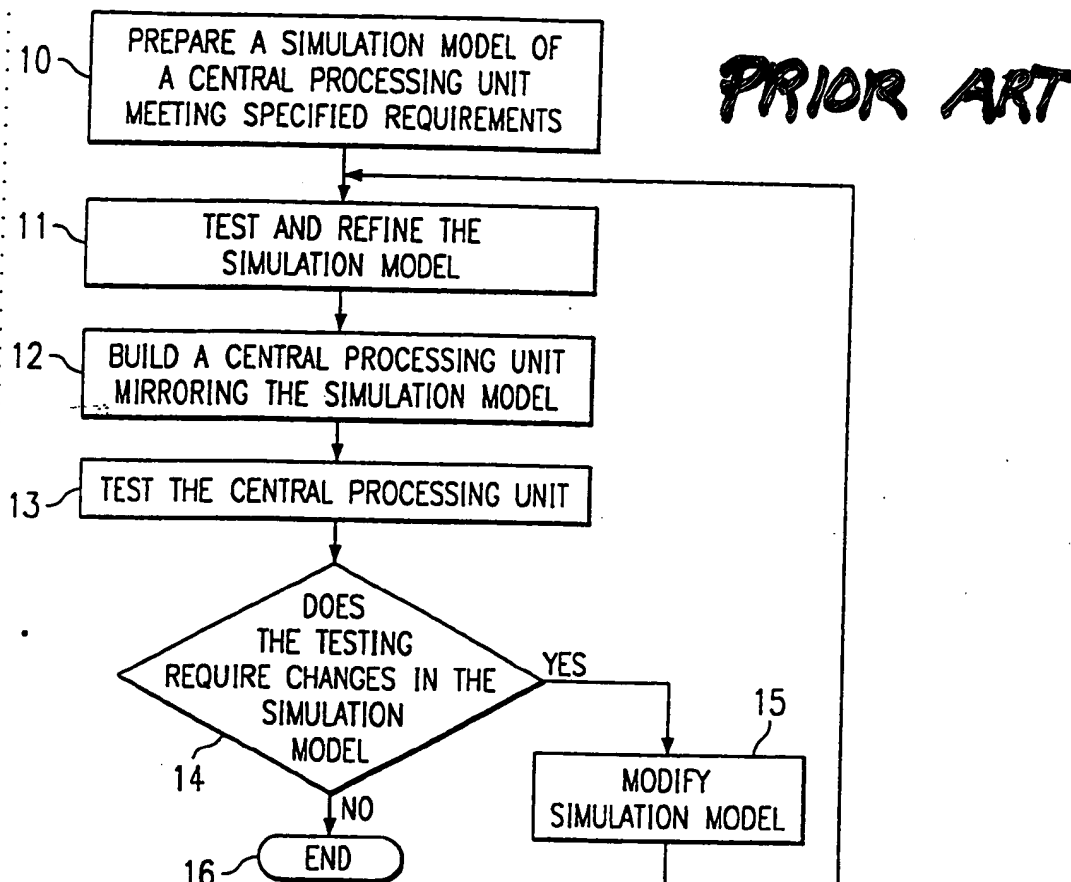 PRIOR ART
10
PREPARE A SIMULATION MODEL OF
A CENTRAL PROCESSING UNIT
MEETING SPECIFIED REQUIREMENTS
11
TEST AND REFINE THE
SIMULATION MODEL
12
BUILD A CENTRAL PROCESSING UNIT
MIRRORING THE SIMULATION MODEL
13
TEST THE CENTRAL PROCESSING UNIT
DOES
THE TESTING
REQUIRE CHANGES IN THE
SIMULATION
MODEL
14
YES
15
MODIFY
SIMULATION MODEL
NO
16
END